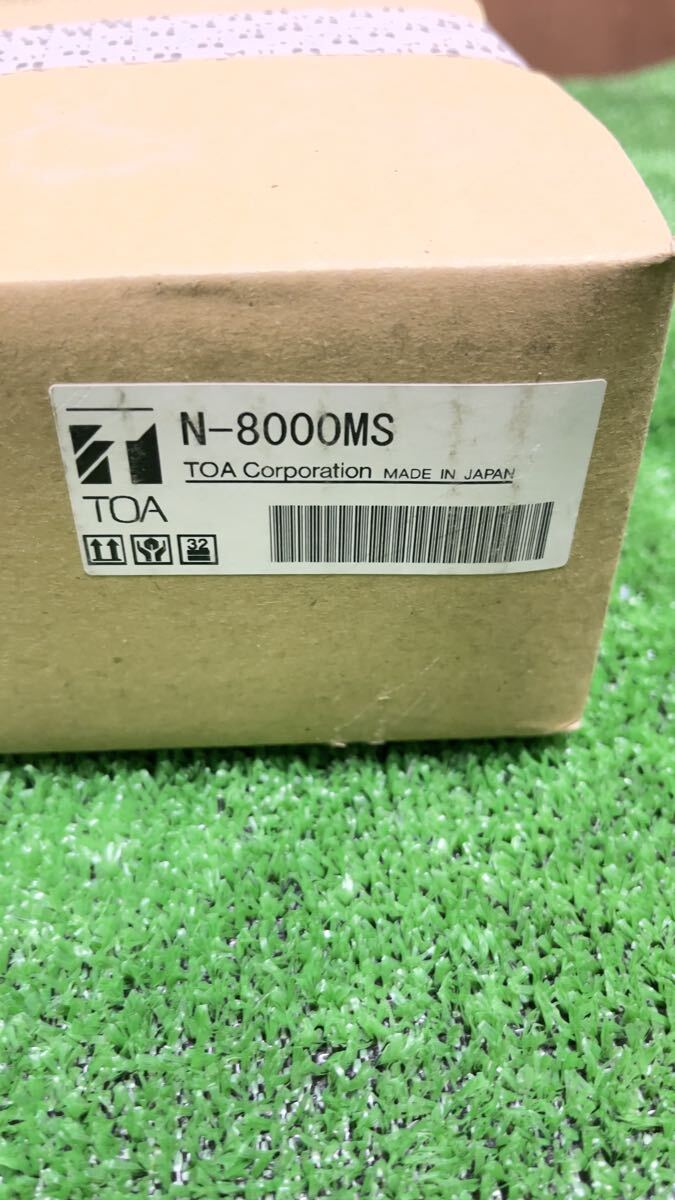 N-8000MS
TOA Corporation MADE IN JAPAN
TOA
32